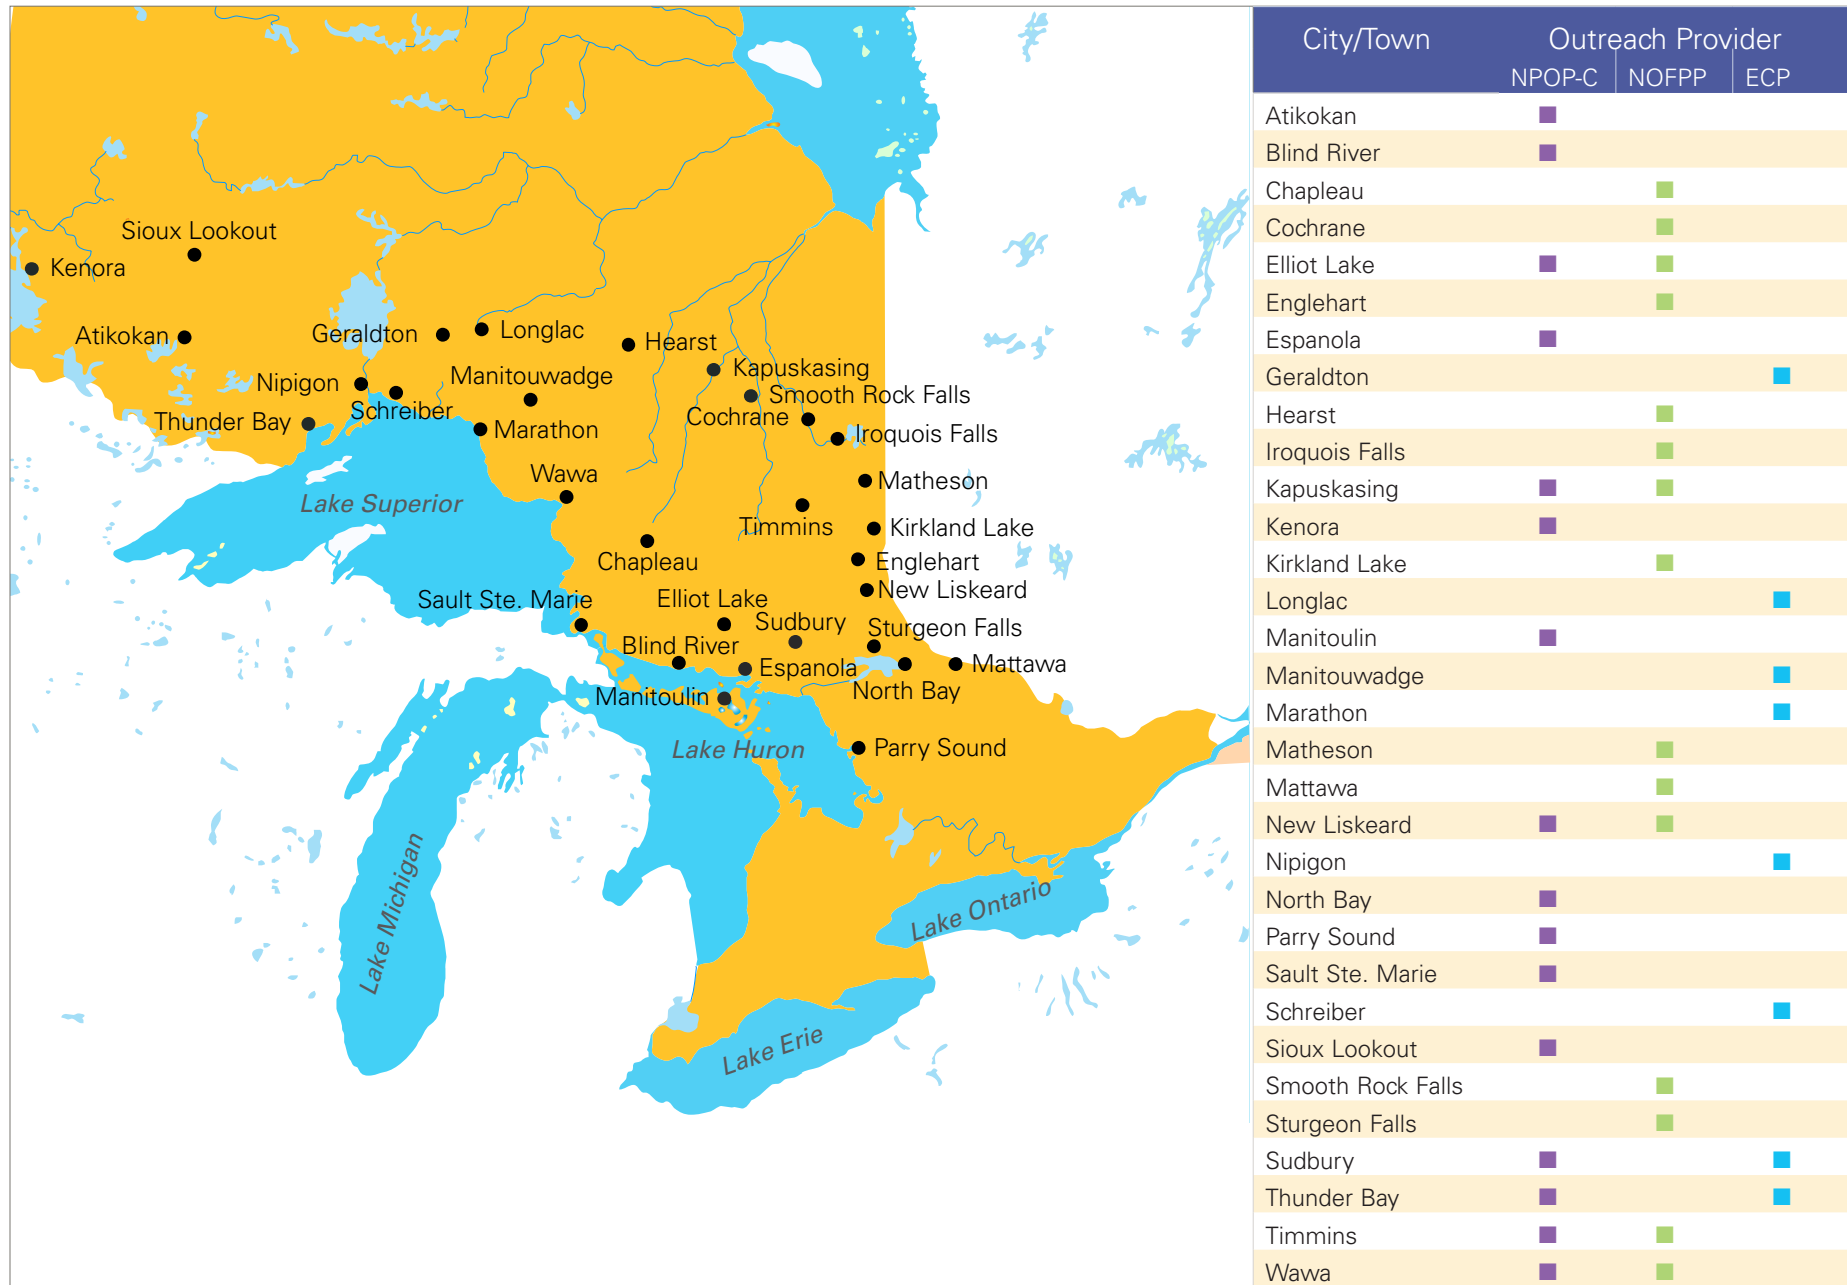 Sioux Lookout
Kenora
Atikokan
Geraldton
Longlac
Hearst
Nipigon
Manitouwadge
Kapuskasing
Schreiber
Smooth Rock Falls
Thunder Bay
Marathon
Cochrane
Iroquois Falls
Wawa
Matheson
Lake Superior
Timmins
Kirkland Lake
Chapleau
Englehart
New Liskeard
Sault Ste. Marie
Elliot Lake
Sudbury
Sturgeon Falls
Blind River
Espanola
Mattawa
Manitoulin
North Bay
Lake Huron
Parry Sound
Lake Michigan
Lake Ontario
Lake Erie
City/Town Outreach Provider
NPOP-C NOFPP ECP
Atikokan
Blind River
Chapleau
Cochrane
Elliot Lake
Englehart
Espanola
Geraldton
Hearst
Iroquois Falls
Kapuskasing
Kenora
Kirkland Lake
Longlac
Manitoulin
Manitouwadge
Marathon
Matheson
Mattawa
New Liskeard
Nipigon
North Bay
Parry Sound
Sault Ste. Marie
Schreiber
Sioux Lookout
Smooth Rock Falls
Sturgeon Falls
Sudbury
Thunder Bay
Timmins
Wawa